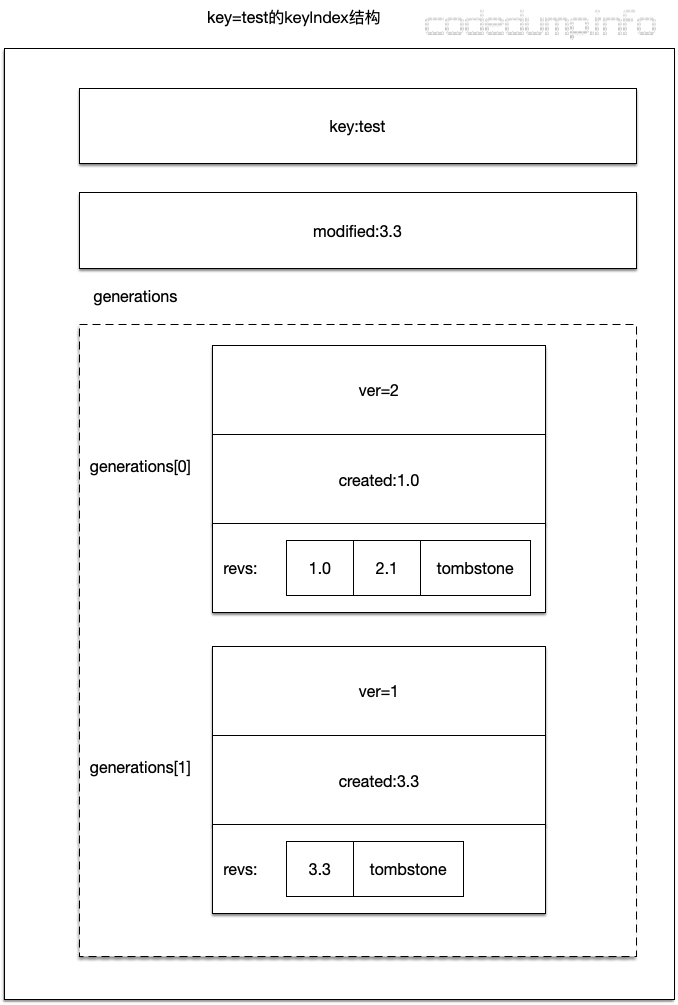 key=test的keyIndex结构
codedump.info
key:test
modified:3.3
generations
generations[0]
ver=2
created:1.0
revs:
1.0
2.1
tombstone
generations[1]
ver=1
created:3.3
revs:
3.3
tombstone